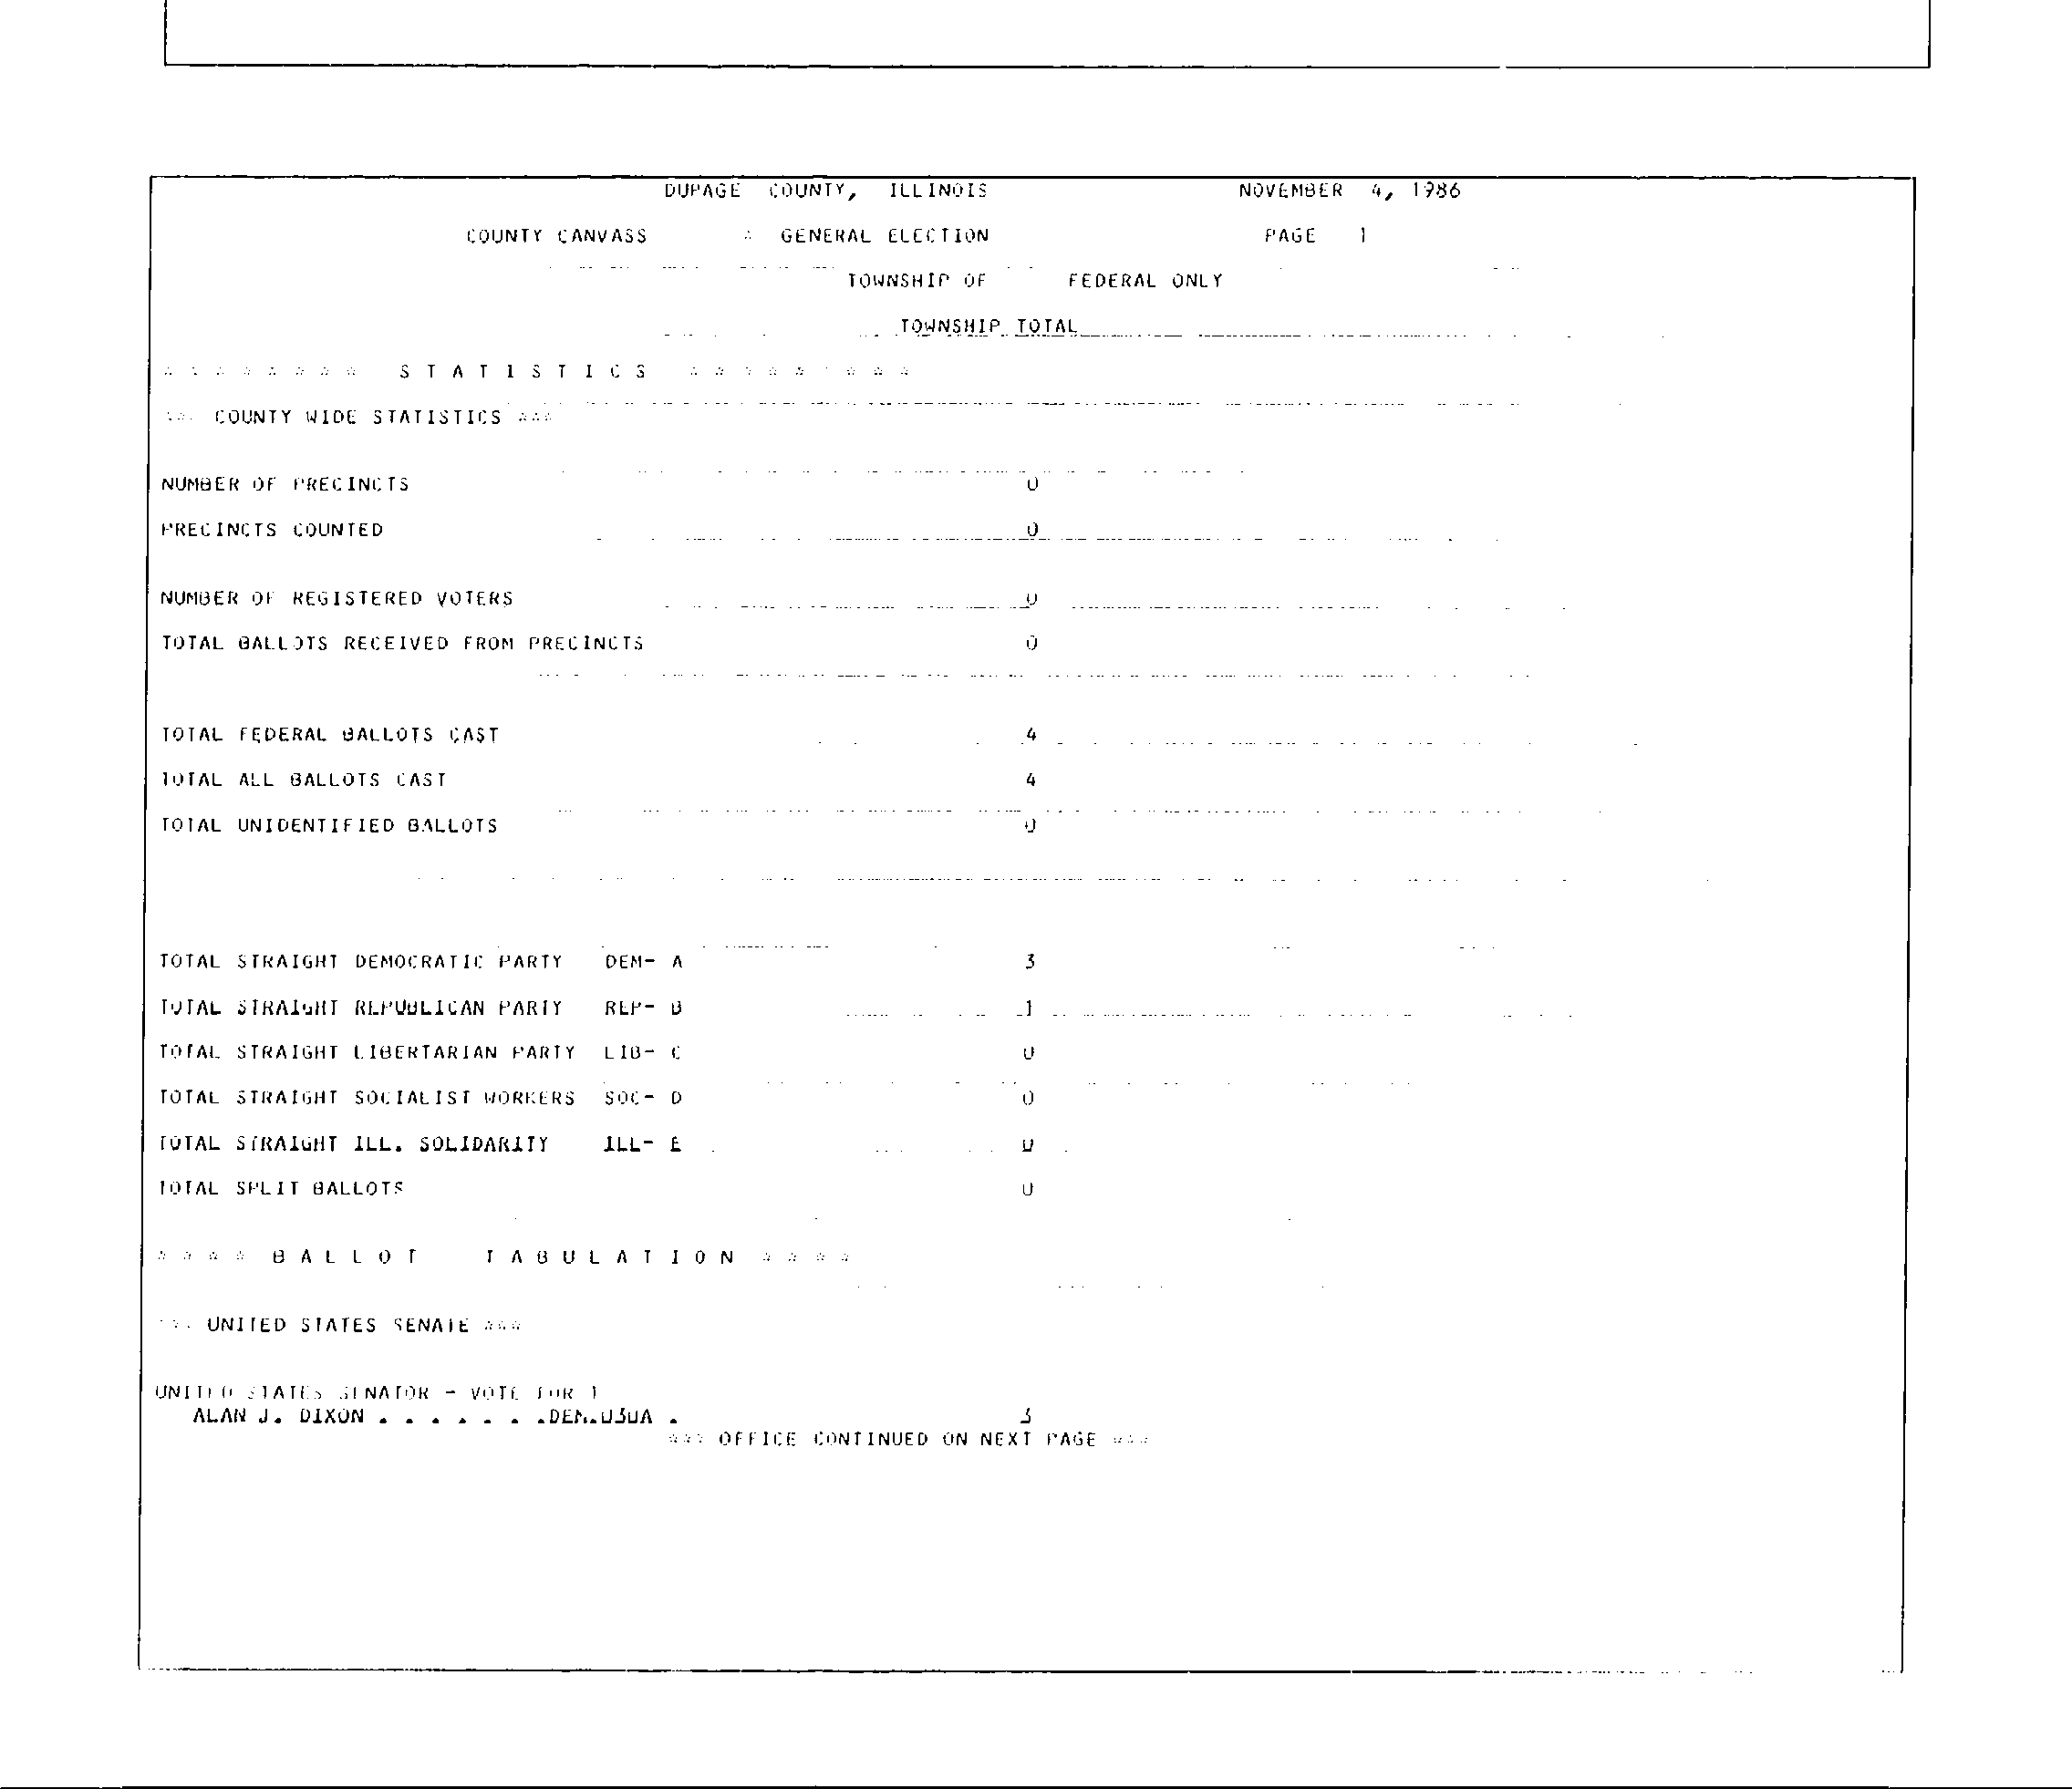 DUPAGE COUNTY, ILLINOIS NOVEMBER 4, 1986
COUNTY CANVASS * GENERAL ELECTION PAGE 1
TOWNSHIP OF FEDERAL ONLY
TOWNSHIP TOTAL
* * * * * * * * S T A T I S T I C S * * * * * * * * *
*** COUNTY WIDE STATISTICS ***
NUMBER OF PRECINCTS 0
PRECINCTS COUNTED 0
NUMBER OF REGISTERED VOTERS 0
TOTAL BALLOTS RECEIVED FROM PRECINCTS 0
TOTAL FEDERAL BALLOTS CAST 4
TOTAL ALL BALLOTS CAST 4
TOTAL UNIDENTIFIED BALLOTS 0
TOTAL STRAIGHT DEMOCRATIC PARTY DEM- A 3
TOTAL STRAIGHT REPUBLICAN PARTY REP- B 1
TOTAL STRAIGHT LIBERTARIAN PARTY LIB- C 0
TOTAL STRAIGHT SOCIALIST WORKERS SOC- D 0
TOTAL STRAIGHT ILL. SOLIDARITY ILL- E 0
TOTAL SPLIT BALLOTS 0
* * * * B A L L O T T A B U L A T I O N * * * *
*** UNITED STATES SENATE ***
UNITED STATES SENATOR - VOTE FOR 1
ALAN J. DIXON . . . . . . .DEM. . 3
*** OFFICE CONTINUED ON NEXT PAGE ***